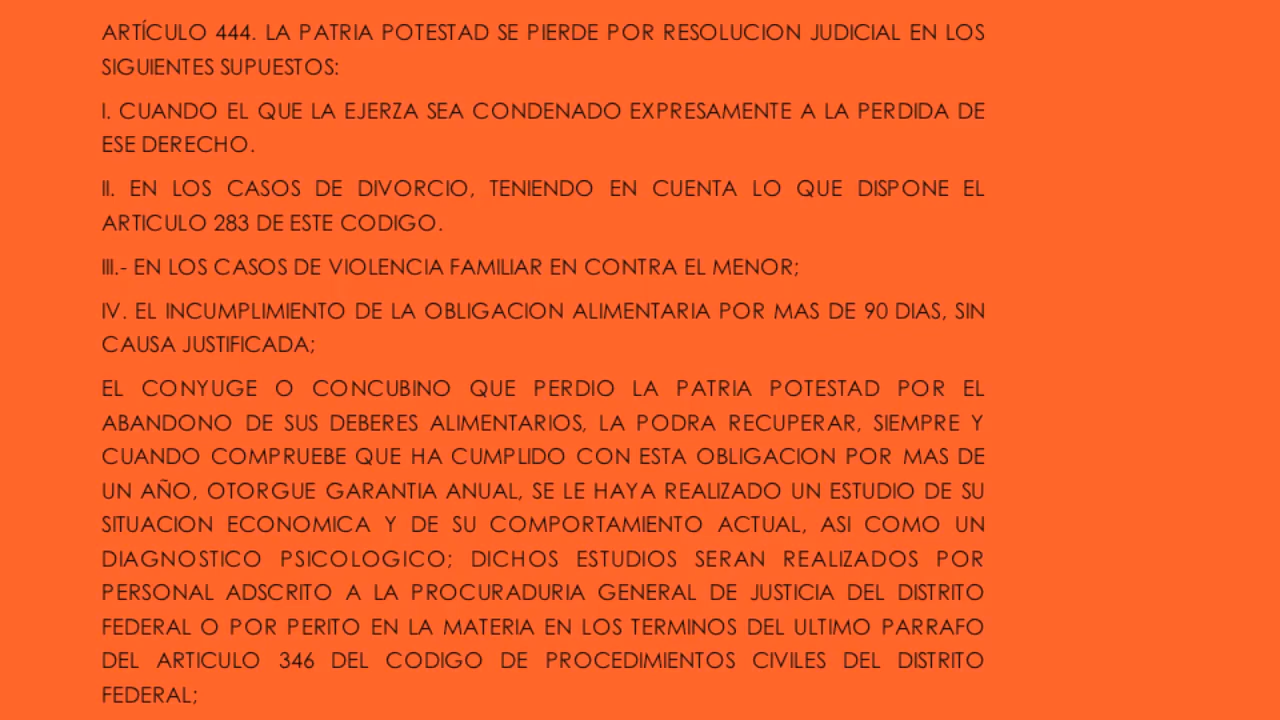 ARTÍCULO 444. LA PATRIA POTESTAD SE PIERDE POR RESOLUCION JUDICIAL EN LOS
SIGUIENTES SUPUESTOS:
I. CUANDO EL QUE LA EJERZA SEA CONDENADO EXPRESAMENTE A LA PERDIDA DE
ESE DERECHO.
II. EN LOS CASOS DE DIVORCIO, TENIENDO EN CUENTA LO QUE DISPONE EL
ARTICULO 283 DE ESTE CODIGO.
III.- EN LOS CASOS DE VIOLENCIA FAMILIAR EN CONTRA EL MENOR;
IV. EL INCUMPLIMIENTO DE LA OBLIGACION ALIMENTARIA POR MAS DE 90 DIAS, SIN
CAUSA JUSTIFICADA;
EL CONYUGE O CONCUBINO QUE PERDIO LA PATRIA POTESTAD POR EL
ABANDONO DE SUS DEBERES ALIMENTARIOS, LA PODRA RECUPERAR, SIEMPRE Y
CUANDO COMPRUEBE QUE HA CUMPLIDO CON ESTA OBLIGACION POR MAS DE
UN AÑO, OTORGUE GARANTIA ANUAL, SE LE HAYA REALIZADO UN ESTUDIO DE SU
SITUACION ECONOMICA Y DE SU COMPORTAMIENTO ACTUAL, ASI COMO UN
DIAGNOSTICO PSICOLOGICO; DICHOS ESTUDIOS SERAN REALIZADOS POR
PERSONAL ADSCRITO A LA PROCURADURIA GENERAL DE JUSTICIA DEL DISTRITO
FEDERAL O POR PERITO EN LA MATERIA EN LOS TERMINOS DEL ULTIMO PARRAFO
DEL ARTICULO 346 DEL CODIGO DE PROCEDIMIENTOS CIVILES DEL DISTRITO
FEDERAL;